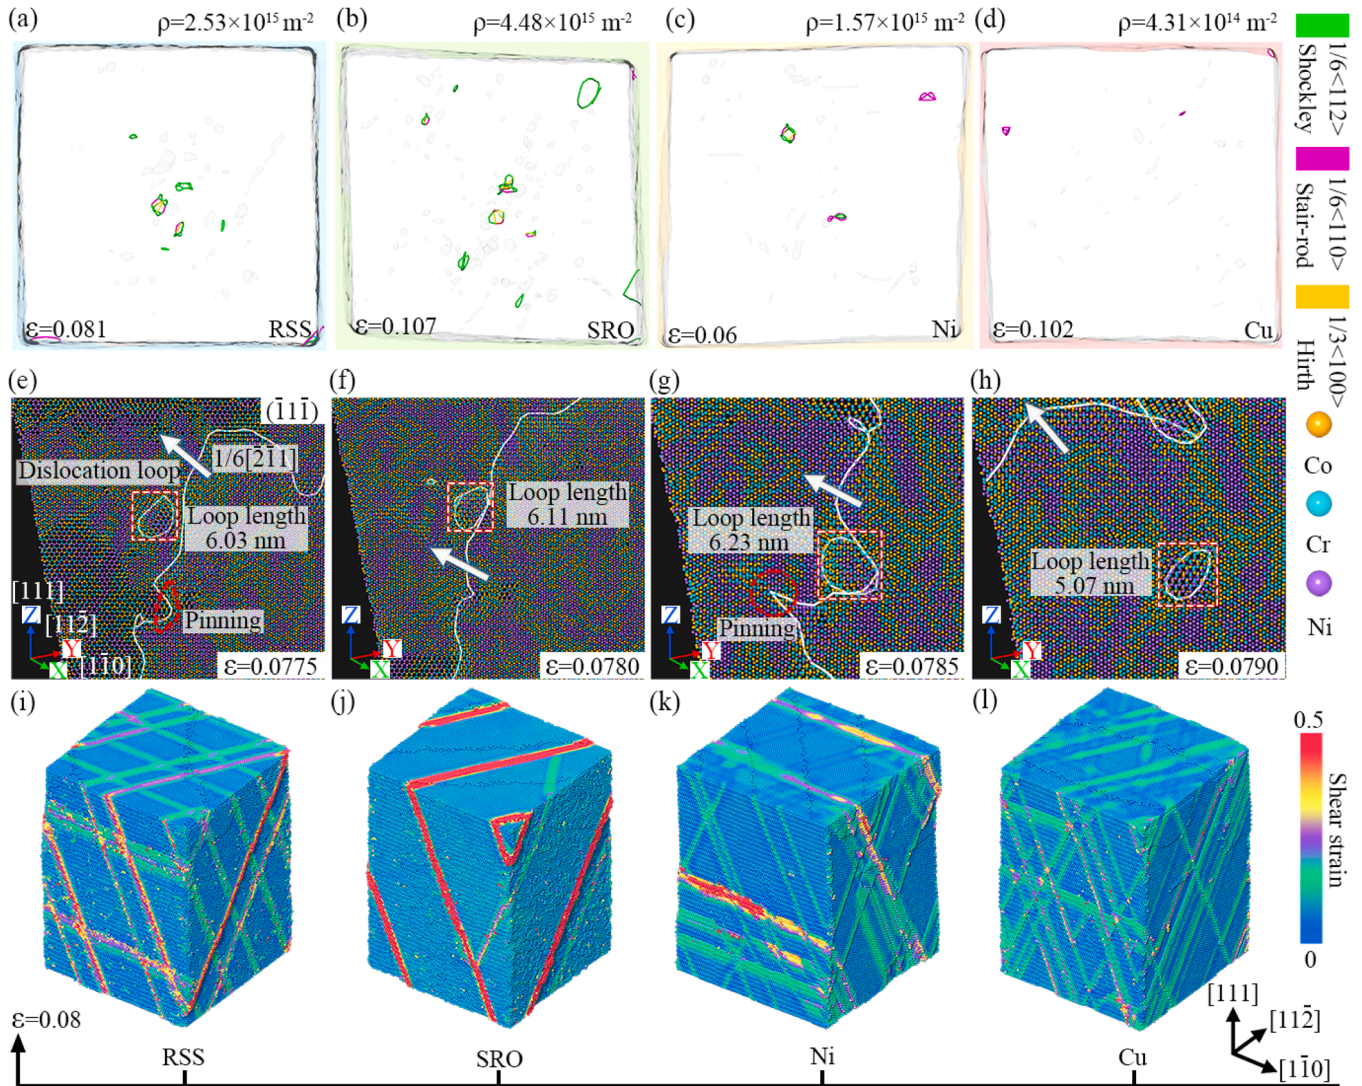 (a) ρ=2.53×10¹⁵ m⁻²
(b) ρ=4.48×10¹⁵ m⁻²
(c) ρ=1.57×10¹⁵ m⁻²
(d) ρ=4.31×10¹⁴ m⁻²
ε=0.081 RSS
ε=0.107 SRO
ε=0.06 Ni
ε=0.102 Cu
1/6<112>
Shockley
1/6<110>
Stair-rod
1/3<100>
Hirth
Co
Cr
Ni
(e)
(1̄11̄)
1/6[2̄1̄1]
Dislocation loop
Loop length
6.03 nm
Pinning
[111]
[112̄]
[11̄0]
Z
Y
X
ε=0.0775
(f)
Loop length
6.11 nm
Z
Y
X
ε=0.0780
(g)
Loop length
6.23 nm
Pinning
Z
Y
X
ε=0.0785
(h)
Loop length
5.07 nm
Z
Y
X
ε=0.0790
(i)
(j)
(k)
(l)
0.5
Shear strain
0
[111]
[112̄]
[11̄0]
ε=0.08
RSS
SRO
Ni
Cu